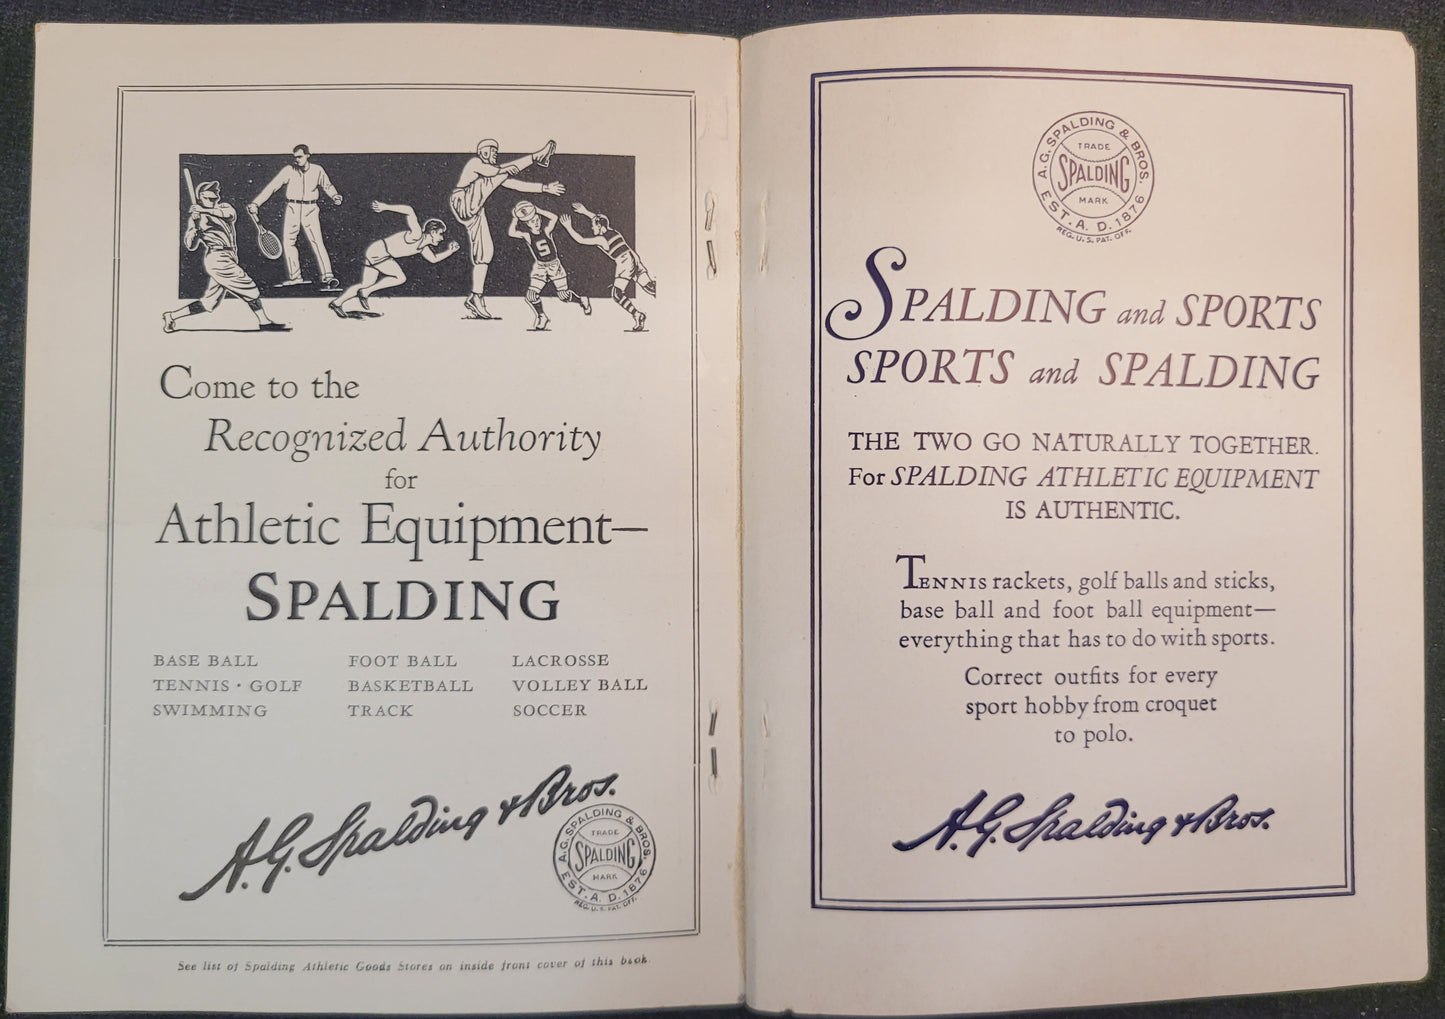 S
Come to the
Recognized Authority
for
Athletic Equipment—
SPALDING
BASE BALL FOOT BALL LACROSSE
TENNIS · GOLF BASKETBALL VOLLEY BALL
SWIMMING TRACK SOCCER
A.G. Spalding & Bros.
A. G. SPALDING & BROS.
TRADE
SPALDING
MARK
EST. A. D. 1876
REG. U. S. PAT. OFF.
See list of Spalding Athletic Goods Stores on inside front cover of this book.
A. G. SPALDING & BROS.
TRADE
SPALDING
MARK
EST. A. D. 1876
REG. U. S. PAT. OFF.
SPALDING and SPORTS
SPORTS and SPALDING
THE TWO GO NATURALLY TOGETHER.
For SPALDING ATHLETIC EQUIPMENT
IS AUTHENTIC.
TENNIS rackets, golf balls and sticks,
base ball and foot ball equipment—
everything that has to do with sports.
Correct outfits for every
sport hobby from croquet
to polo.
A.G. Spalding & Bros.